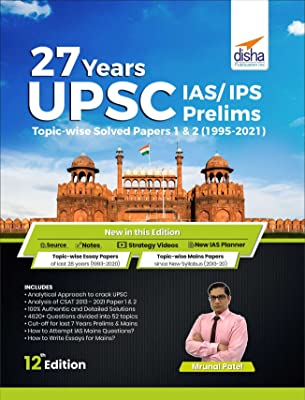 disha
Publication Inc
27 Years
UPSC IAS/IPS
Prelims
Topic-wise Solved Papers 1 & 2 (1995-2021)
New in this Edition
Source Notes Strategy Videos New IAS Planner
Topic-wise Essay Papers
of last 28 years (1993-2020)
Topic-wise Mains Papers
since New Syllabus (2013-20)
INCLUDES
• Analytical Approach to crack UPSC
• Analysis of CSAT 2013 - 2021 Paper 1 & 2
• 100% Authentic and Detailed Solutions
• 4620+ Questions divided into 52 topics
• Cut-off for last 7 Years Prelims & Mains
• How to Attempt IAS Mains Questions?
• How to Write Essays for Mains?
12th Edition
Mrunal Patel